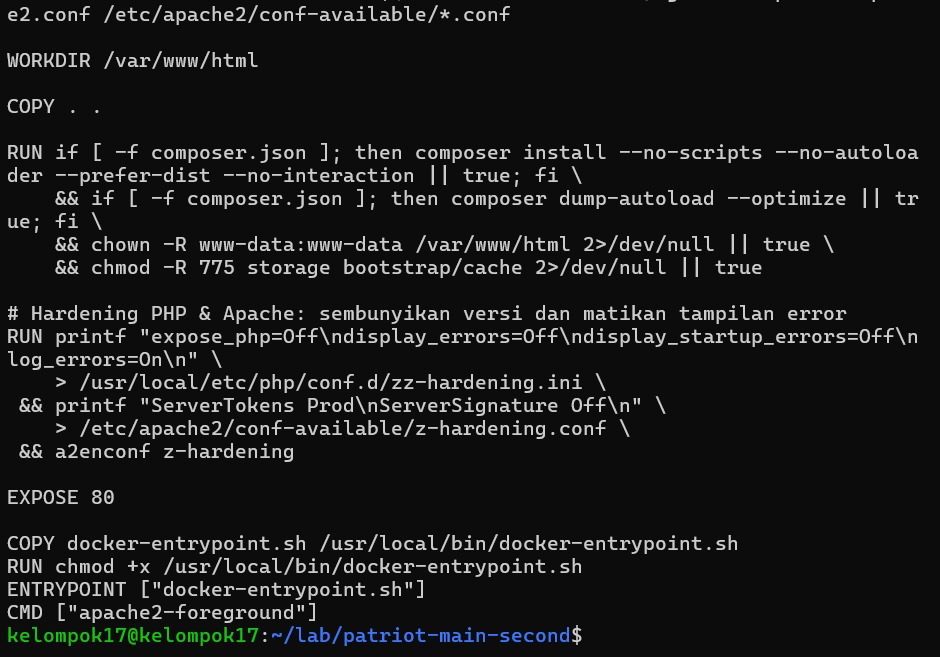 e2.conf /etc/apache2/conf-available/*.conf
WORKDIR /var/www/html
COPY . .
RUN if [ -f composer.json ]; then composer install --no-scripts --no-autoloa
der --prefer-dist --no-interaction || true; fi \
    && if [ -f composer.json ]; then composer dump-autoload --optimize || tr
ue; fi \
    && chown -R www-data:www-data /var/www/html 2>/dev/null || true \
    && chmod -R 775 storage bootstrap/cache 2>/dev/null || true
# Hardening PHP & Apache: sembunyikan versi dan matikan tampilan error
RUN printf "expose_php=Off\ndisplay_errors=Off\ndisplay_startup_errors=Off\n
log_errors=On\n" \
    > /usr/local/etc/php/conf.d/zz-hardening.ini \
 && printf "ServerTokens Prod\nServerSignature Off\n" \
    > /etc/apache2/conf-available/z-hardening.conf \
 && a2enconf z-hardening
EXPOSE 80
COPY docker-entrypoint.sh /usr/local/bin/docker-entrypoint.sh
RUN chmod +x /usr/local/bin/docker-entrypoint.sh
ENTRYPOINT ["docker-entrypoint.sh"]
CMD ["apache2-foreground"]
kelompok17@kelompok17:~/lab/patriot-main-second$